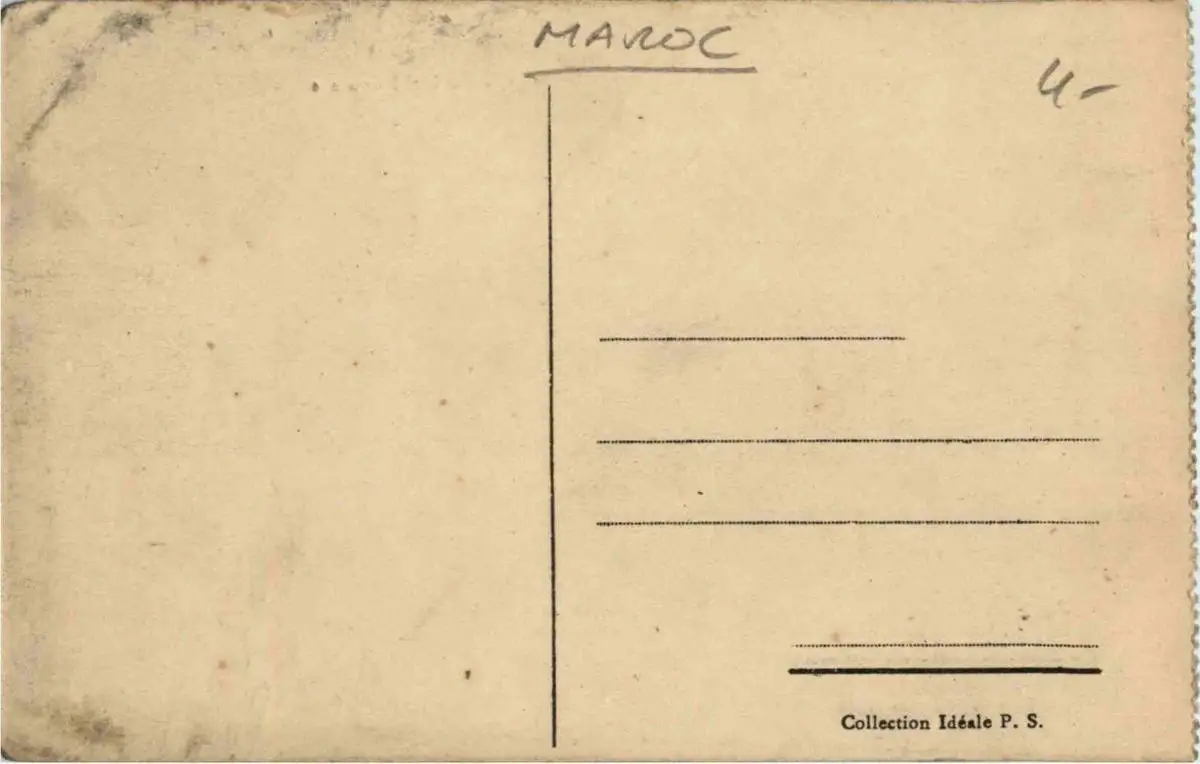 MAROC
4-
Collection Idéale P. S.